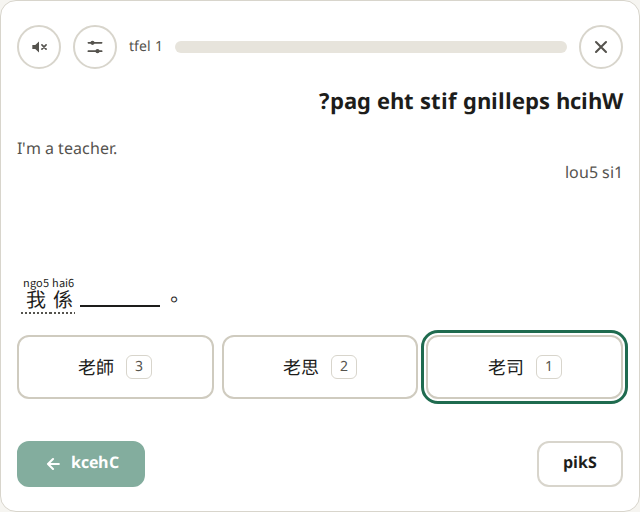 tfel 1
?pag eht stif gnilleps hcihW
I'm a teacher.
lou5 si1
ngo5 hai6
我 係 ________ 。
老師 3
老思 2
老司 1
kcehC
pikS